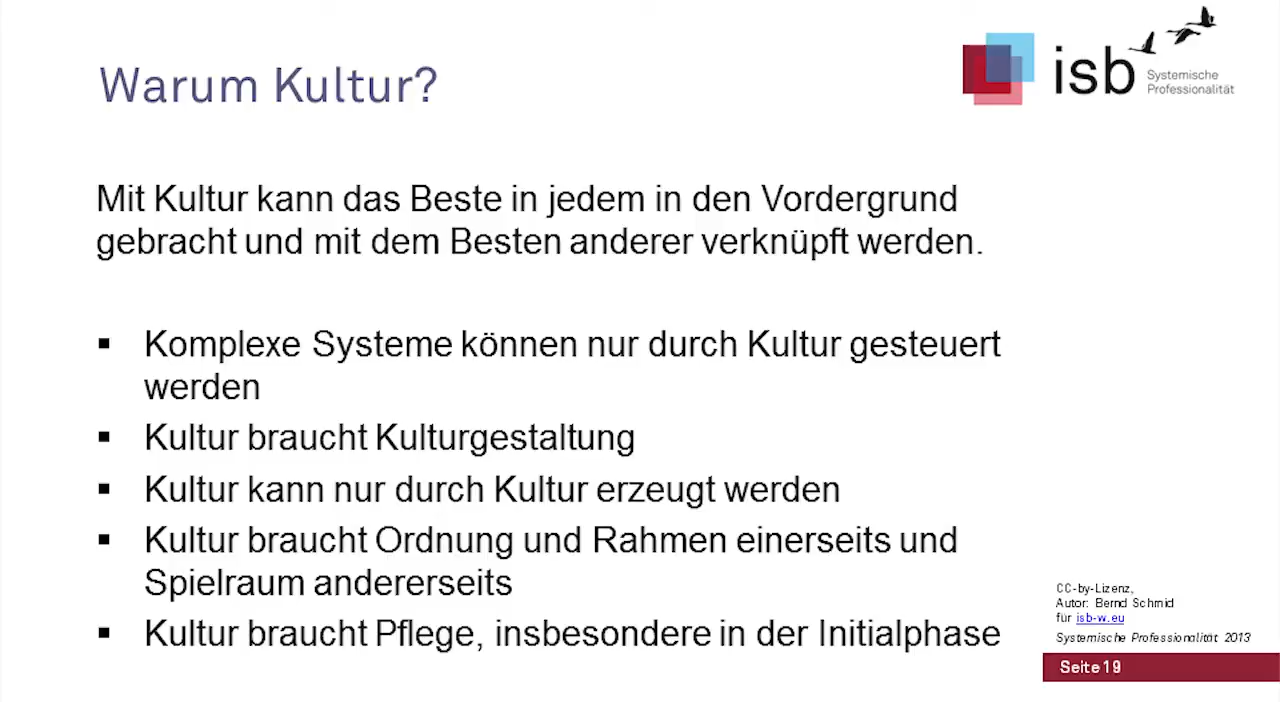 Warum Kultur?
isb
Systemische
Professionalität
Mit Kultur kann das Beste in jedem in den Vordergrund
gebracht und mit dem Besten anderer verknüpft werden.
▪ Komplexe Systeme können nur durch Kultur gesteuert
werden
▪ Kultur braucht Kulturgestaltung
▪ Kultur kann nur durch Kultur erzeugt werden
▪ Kultur braucht Ordnung und Rahmen einerseits und
Spielraum andererseits
▪ Kultur braucht Pflege, insbesondere in der Initialphase
CC-by-Lizenz,
Autor: Bernd Schmid
für isb-w.eu
Systemische Professionalität 2013
Seite 19